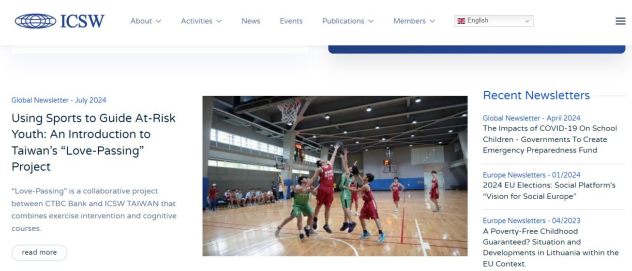 ICSW
About
Activities
News
Events
Publications
Members
English
Global Newsletter - July 2024
Using Sports to Guide At-Risk
Youth: An Introduction to
Taiwan's “Love-Passing”
Project
“Love-Passing” is a collaborative project
between CTBC Bank and ICSW TAIWAN that
combines exercise intervention and cognitive
courses.
read more
Recent Newsletters
Global Newsletter - April 2024
The Impacts of COVID-19 On School
Children - Governments To Create
Emergency Preparedness Fund
Europe Newsletters - 01/2024
2024 EU Elections: Social Platform's
“Vision for Social Europe”
Europe Newsletters - 04/2023
A Poverty-Free Childhood
Guaranteed? Situation and
Developments in Lithuania within the
EU Context.